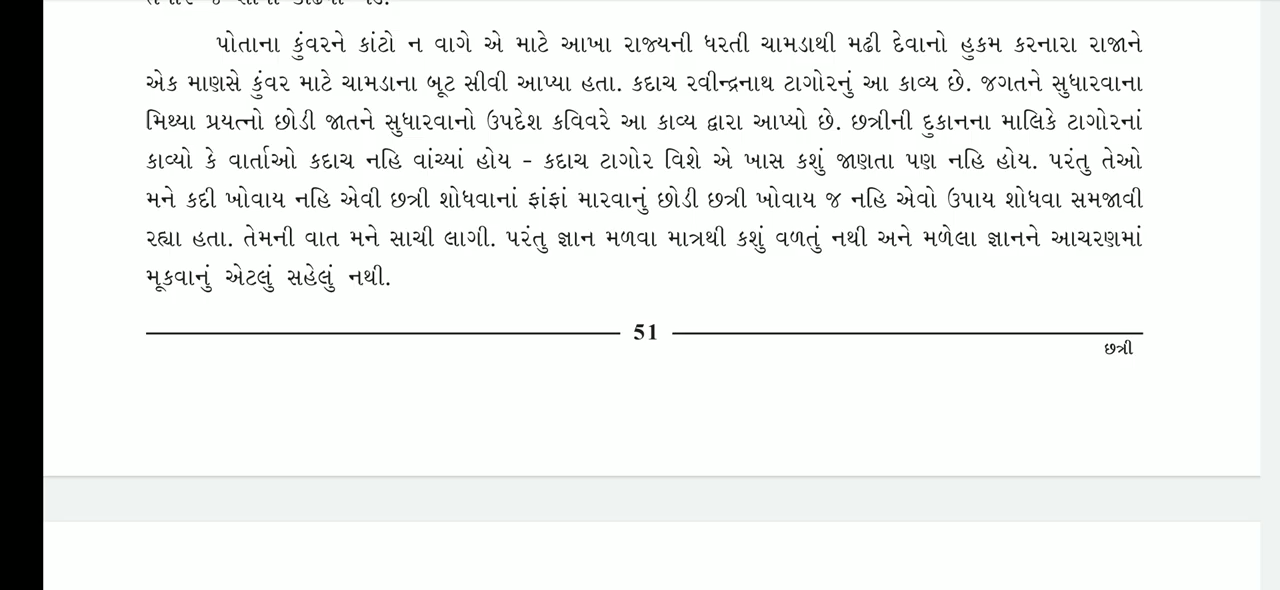 પોતાના કુંવરને કાંટો ન વાગે એ માટે આખા રાજ્યની ધરતી ચામડાથી મઢી દેવાનો હુકમ કરનારા રાજાને
એક માણસે કુંવર માટે ચામડાના બૂટ સીવી આપ્યા હતા. કદાચ રવીન્દ્રનાથ ટાગોરનું આ કાવ્ય છે. જગતને સુધારવાના
મિથ્યા પ્રયત્નો છોડી જાતને સુધારવાનો ઉપદેશ કવિવરે આ કાવ્ય દ્વારા આપ્યો છે. છત્રીની દુકાનના માલિકે ટાગોરનાં
કાવ્યો કે વાર્તાઓ કદાચ નહિ વાંચ્યાં હોય - કદાચ ટાગોર વિશે એ ખાસ કશું જાણતા પણ નહિ હોય. પરંતુ તેઓ
મને કદી ખોવાય નહિ એવી છત્રી શોધવાનાં ફાંફાં મારવાનું છોડી છત્રી ખોવાય જ નહિ એવો ઉપાય શોધવા સમજાવી
રહ્યા હતા. તેમની વાત મને સાચી લાગી. પરંતુ જ્ઞાન મળવા માત્રથી કશું વળતું નથી અને મળેલા જ્ઞાનને આચરણમાં
મૂકવાનું એટલું સહેલું નથી.
51
છત્રી